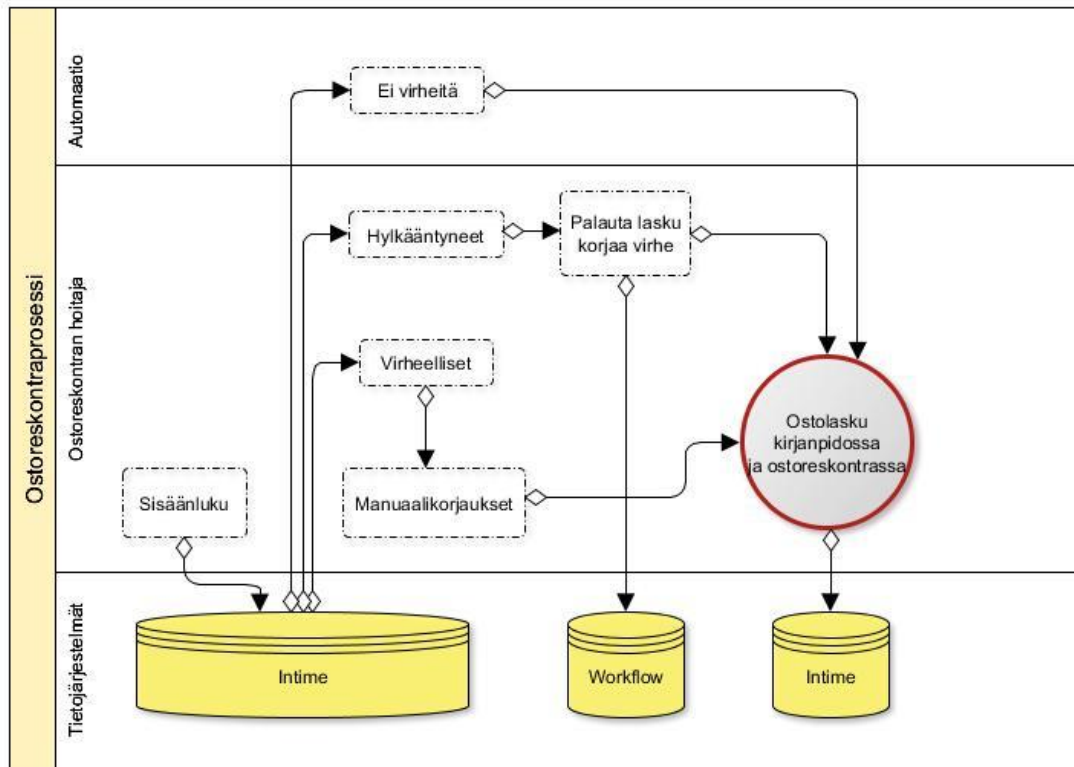 Ostoreskontraprosessi
Automaatio
Ei virheitä
Ostoreskontran hoitaja
Hylkääntyneet
Palauta lasku
korjaa virhe
Virheelliset
Ostolasku
kirjanpidossa
ja ostoreskontrassa
Sisäänluku
Manuaalikorjaukset
Tietojärjestelmät
Intime
Workflow
Intime